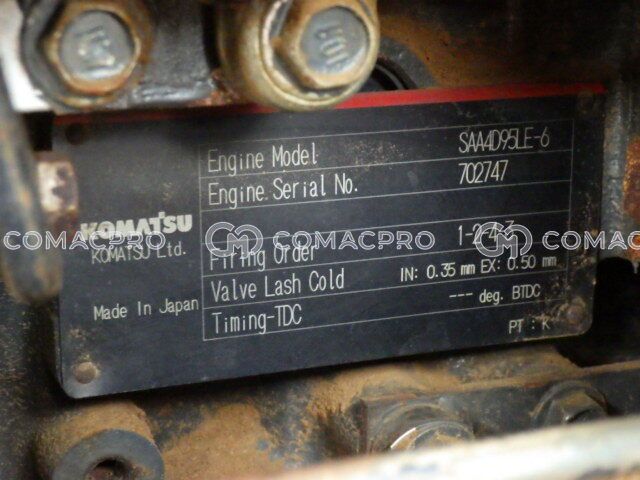 Engine Model SAA4D95LE-6
Engine Serial No. 702747
KOMATSU
KOMATSU Ltd.
Firing Order
Valve Lash Cold IN: 0.35 mm EX: 0.50 mm
Made In Japan
Timing-TDC --- deg. BTDC
PT : K
COMACPRO COMACPRO